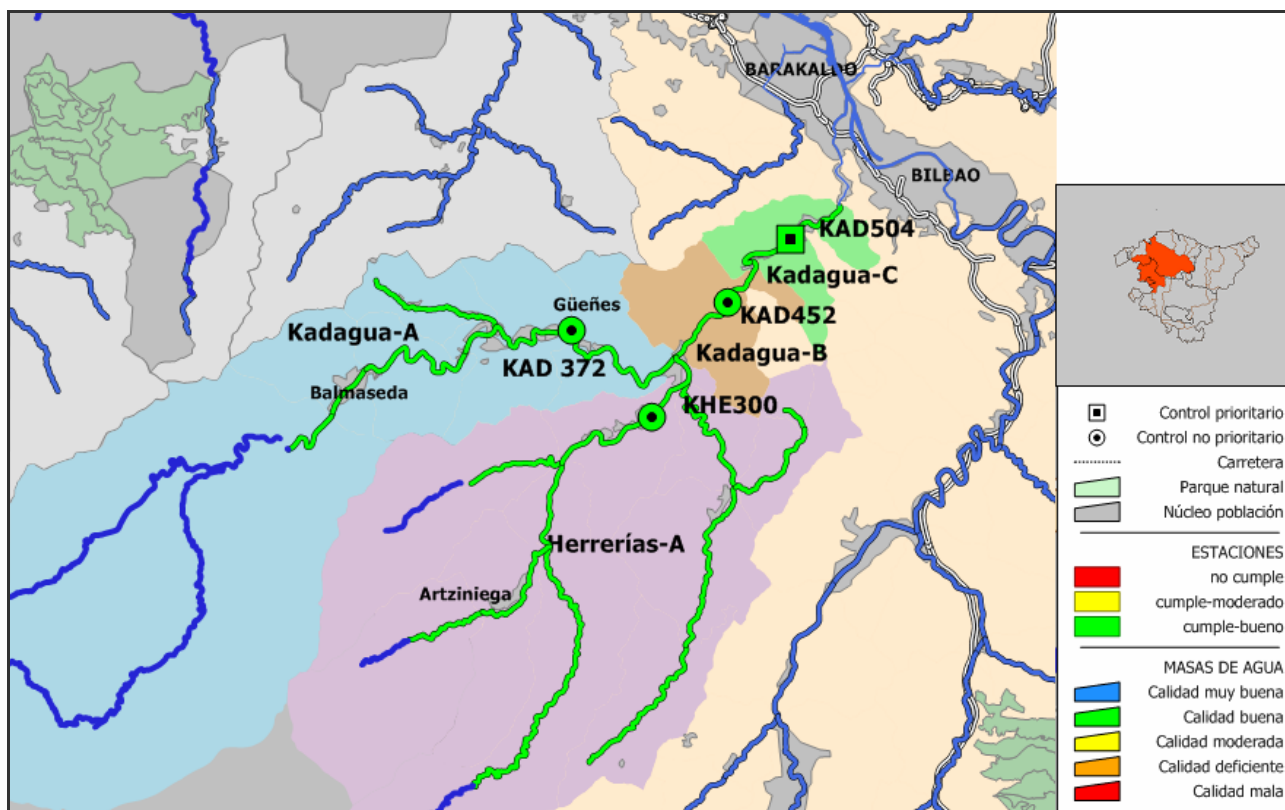 BARAKALDO
BILBAO
KAD504
Kadagua-C
Güeñes
KAD452
Kadagua-A
Kadagua-B
KAD 372
Balmaseda
KHE300
Herrerías-A
Artziniega
Control prioritario
Control no prioritario
Carretera
Parque natural
Núcleo población
ESTACIONES
no cumple
cumple-moderado
cumple-bueno
MASAS DE AGUA
Calidad muy buena
Calidad buena
Calidad moderada
Calidad deficiente
Calidad mala